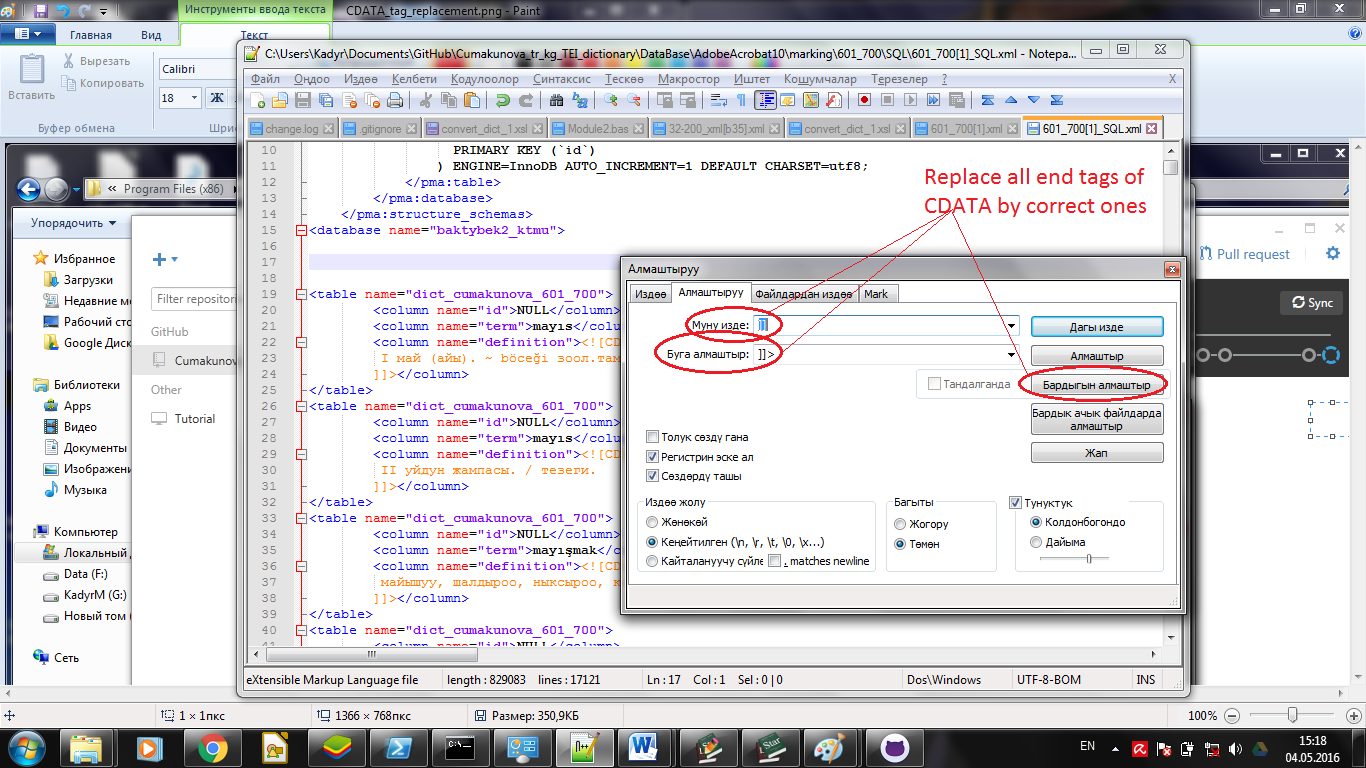 Инструменты ввода текста
CDATA_tag_replacement.png - Paint
Главная
Вид
Текст
Вставить
Вырезать
Копировать
Буфер обмена
Calibri
18
Ж
C:\Users\Kadyr\Documents\GitHub\Cumakunova_tr_kg_TEI_dictionary\DataBase\AdobeAcrobat10\marking\601_700\SQL\601_700[1]_SQL.xml - Notepa...
Файл Оңдоо Издөө Келбети Кодулоолор Синтаксис Тескөө Макростор Иштет Кошумчалар Терезелер ? X
change.log
.gitignore
convert_dict_1.xsl
Module2.bas
32-200_xml[b35].xml
convert_dict_1.xsl
601_700[1].xml
601_700[1]_SQL.xml
10 PRIMARY KEY (`id`)
11 ) ENGINE=InnoDB AUTO_INCREMENT=1 DEFAULT CHARSET=utf8;
12 </pma:table>
13 </pma:database>
14 </pma:structure_schemas>
15 <database name="baktybek2_ktmu">
16
17
18
19 <table name="dict_cumakunova_601_700">
20 <column name="id">NULL</column>
21 <column name="term">mayıs</colum
22 <column name="definition"><![CD
23 I май (айы). ~ böceği зоол.там
24 ]]></column>
25 </table>
26 <table name="dict_cumakunova_601_700">
27 <column name="id">NULL</column>
28 <column name="term">mayıs</colum
29 <column name="definition"><![CD
30 II уйдун жампасы. / тезеги.
31 ]]></column>
32 </table>
33 <table name="dict_cumakunova_601_700">
34 <column name="id">NULL</column>
35 <column name="term">mayışmak</co
36 <column name="definition"><![CD
37 майышуу, шалдыроо, ныксыроо, к
38 ]]></column>
39 </table>
40 <table name="dict_cumakunova_601_700">
<column name="id">NULL</column>
Replace all end tags of
CDATA by correct ones
Алмаштыруу
Издөө
Алмаштыруу
Файлдардан издөө
Mark
Муну изде:
Буга алмаштыр: ]]>
Дагы изде
Алмаштыр
Тандалганда
Бардыгын алмаштыр
Бардык ачык файлдарда
алмаштыр
Жап
Толук сөздү гана
Регистрин эске ал
Сөздөрдү ташы
Издөө жолу
Жөнөкөй
Кеңейтилген (\n, \r, \t, \0, \x...)
Кайталануучу сүйлө
. matches newline
Багыты
Жогору
Төмөн
Тунуктук
Колдонбогондо
Дайыма
eXtensible Markup Language file
length : 829083 lines : 17121
Ln : 17 Col : 1 Sel : 0 | 0
Dos\Windows
UTF-8-BOM
INS
Program Files (x86)
Упорядочить
Избранное
Загрузки
Недавние ме
Рабочий сто
Google Диск
Библиотеки
Apps
Видео
Документы
Изображени
Музыка
Компьютер
Локальный
Data (F:)
KadyrM (G:)
Новый том (
Сеть
Filter repositori
GitHub
Cumakunov
Other
Tutorial
Pull request
Sync
1 × 1пкс
1366 × 768пкс
Размер: 350,9КБ
100%
EN
15:18
04.05.2016